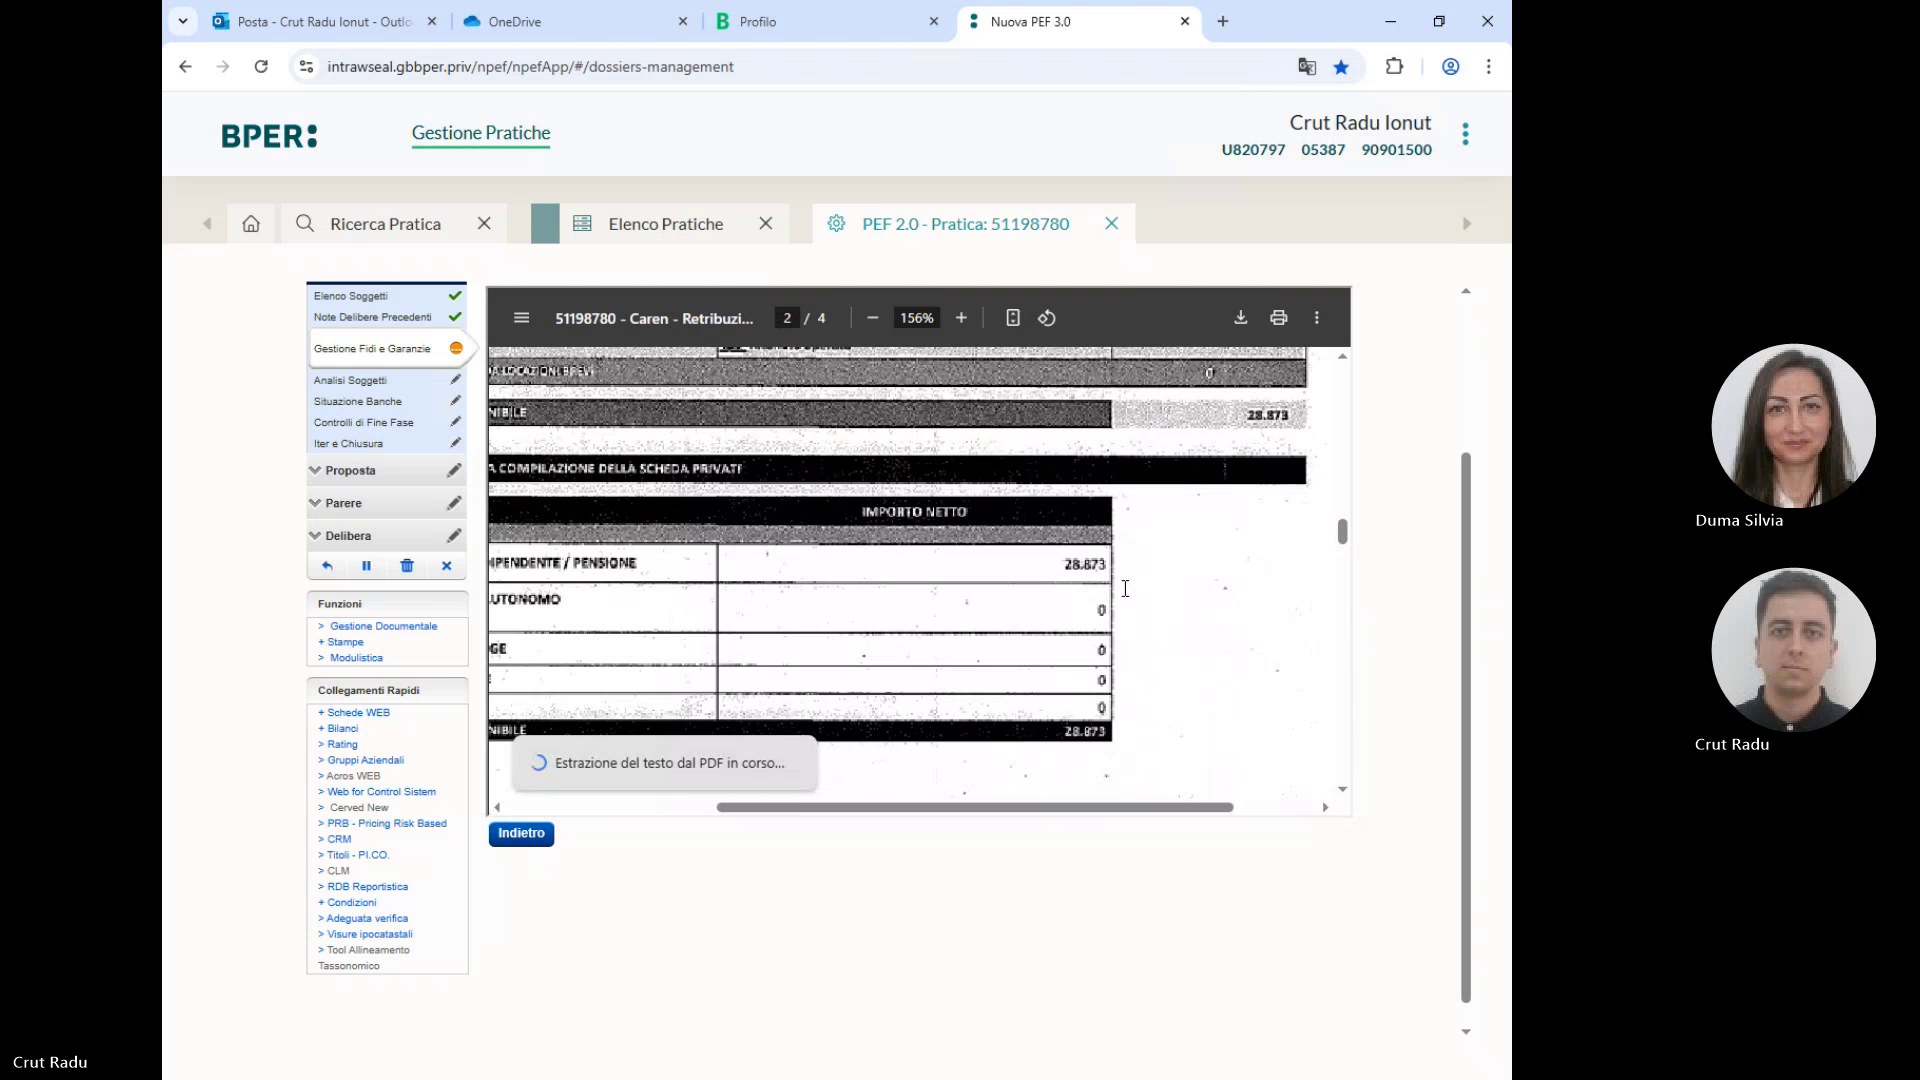 Posta - Crut Radu Ionut - Outlo
OneDrive
Profilo
Nuova PEF 3.0
intrawseal.gbbper.priv/npef/npefApp/#/dossiers-management
BPER:
Gestione Pratiche
Crut Radu Ionut
U820797 05387 90901500
Ricerca Pratica
Elenco Pratiche
PEF 2.0 - Pratica: 51198780
Elenco Soggetti
Note Delibere Precedenti
Gestione Fidi e Garanzie
Analisi Soggetti
Situazione Banche
Controlli di Fine Fase
Iter e Chiusura
Proposta
Parere
Delibera
Funzioni
> Gestione Documentale
+ Stampe
> Modulistica
Collegamenti Rapidi
+ Schede WEB
+ Bilanci
> Rating
> Gruppi Aziendali
> Acros WEB
> Web for Control Sistem
> Cerved New
> PRB - Pricing Risk Based
> CRM
> Titoli - PI.CO.
> CLM
> RDB Reportistica
+ Condizioni
> Adeguata verifica
> Visure ipocatastali
> Tool Allineamento
Tassonomico
51198780 - Caren - Retribuzi...
2 / 4
156%
A LOCAZIONI BREVI
0
NIBILE
28.873
A COMPILAZIONE DELLA SCHEDA PRIVATI
IMPORTO NETTO
IPENDENTE / PENSIONE
28.873
UTONOMO
0
GE
0
0
0
NIBILE
28.873
Estrazione del testo dal PDF in corso...
Indietro
Duma Silvia
Crut Radu
Crut Radu